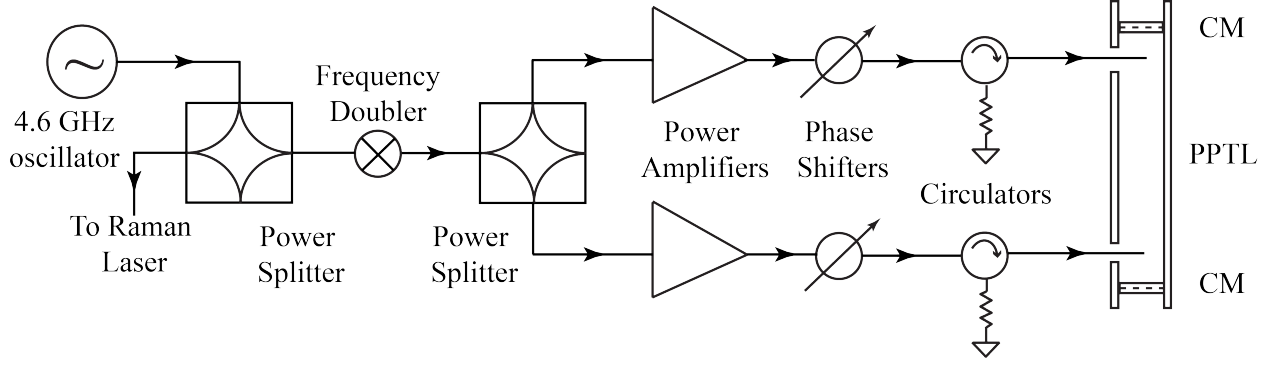 4.6 GHz
oscillator
To Raman
Laser
Power
Splitter
Frequency
Doubler
Power
Splitter
Power
Amplifiers
Phase
Shifters
Circulators
CM
PPTL
CM